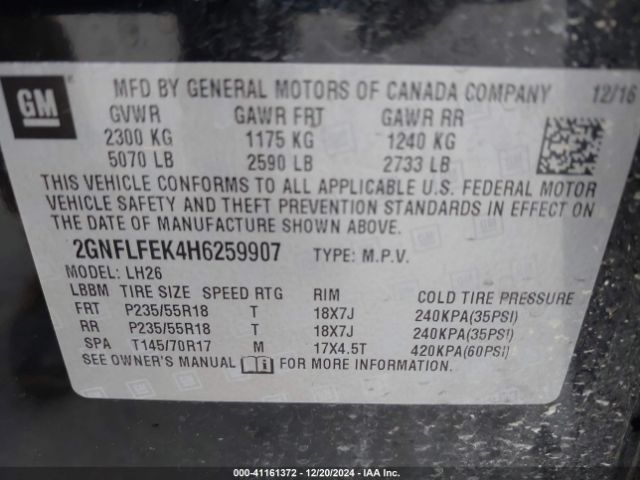 GM
MFD BY GENERAL MOTORS OF CANADA COMPANY 12/16
GVWR GAWR FRT GAWR RR
2300 KG 1175 KG 1240 KG
5070 LB 2590 LB 2733 LB
THIS VEHICLE CONFORMS TO ALL APPLICABLE U.S. FEDERAL MOTOR
VEHICLE SAFETY AND THEFT PREVENTION STANDARDS IN EFFECT ON
THE DATE OF MANUFACTURE SHOWN ABOVE.
2GNFLFEK4H6259907 TYPE: M.P.V.
MODEL: LH26
LBBM TIRE SIZE SPEED RTG RIM COLD TIRE PRESSURE
FRT P235/55R18 T 18X7J 240KPA(35PSI)
RR P235/55R18 T 18X7J 240KPA(35PSI)
SPA T145/70R17 M 17X4.5T 420KPA(60PSI)
SEE OWNER'S MANUAL FOR MORE INFORMATION.
000-41161372 - 12/20/2024 - IAA Inc.